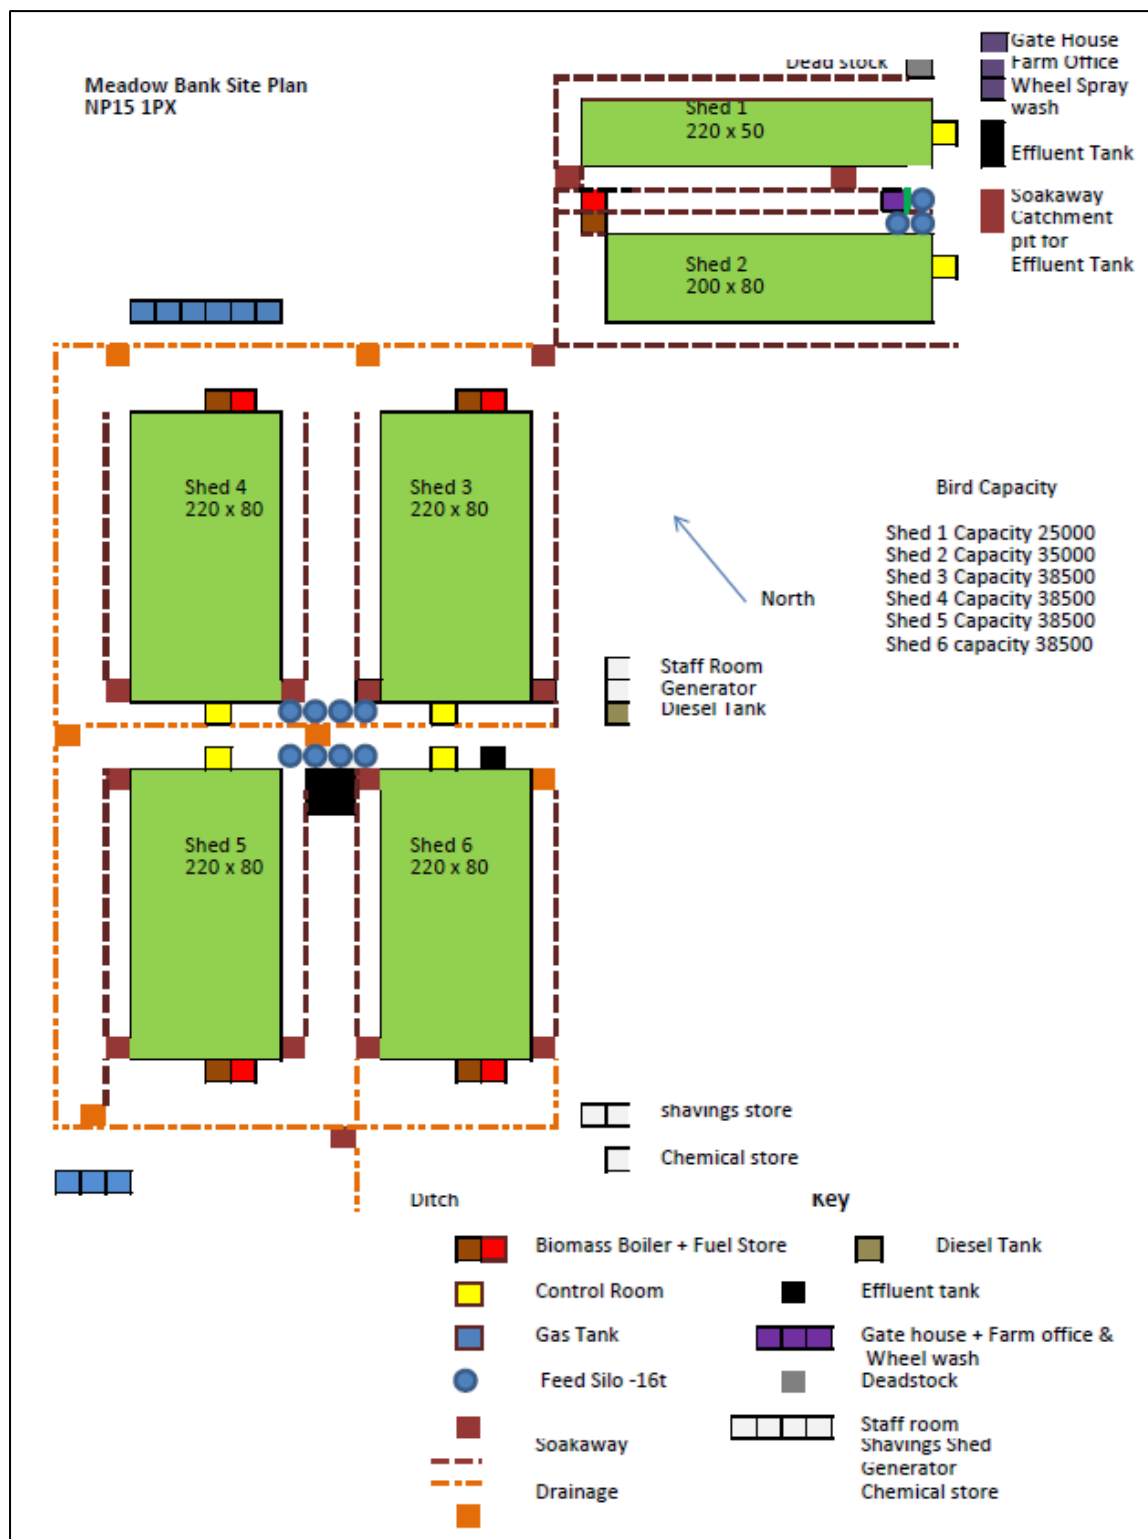 Meadow Bank Site Plan
NP15 1PX
Dead stock
Gate House
Farm Office
Wheel Spray
wash
Effluent Tank
Soakaway
Catchment
pit for
Effluent Tank
Shed 1
220 x 50
Shed 2
200 x 80
Shed 4
220 x 80
Shed 3
220 x 80
North
Bird Capacity
Shed 1 Capacity 25000
Shed 2 Capacity 35000
Shed 3 Capacity 38500
Shed 4 Capacity 38500
Shed 5 Capacity 38500
Shed 6 capacity 38500
Staff Room
Generator
Diesel Tank
Shed 5
220 x 80
Shed 6
220 x 80
shavings store
Chemical store
Ditch
Key
Biomass Boiler + Fuel Store
Diesel Tank
Control Room
Effluent tank
Gas Tank
Gate house + Farm office &
Wheel wash
Feed Silo -16t
Deadstock
Soakaway
Staff room
Shavings Shed
Generator
Drainage
Chemical store